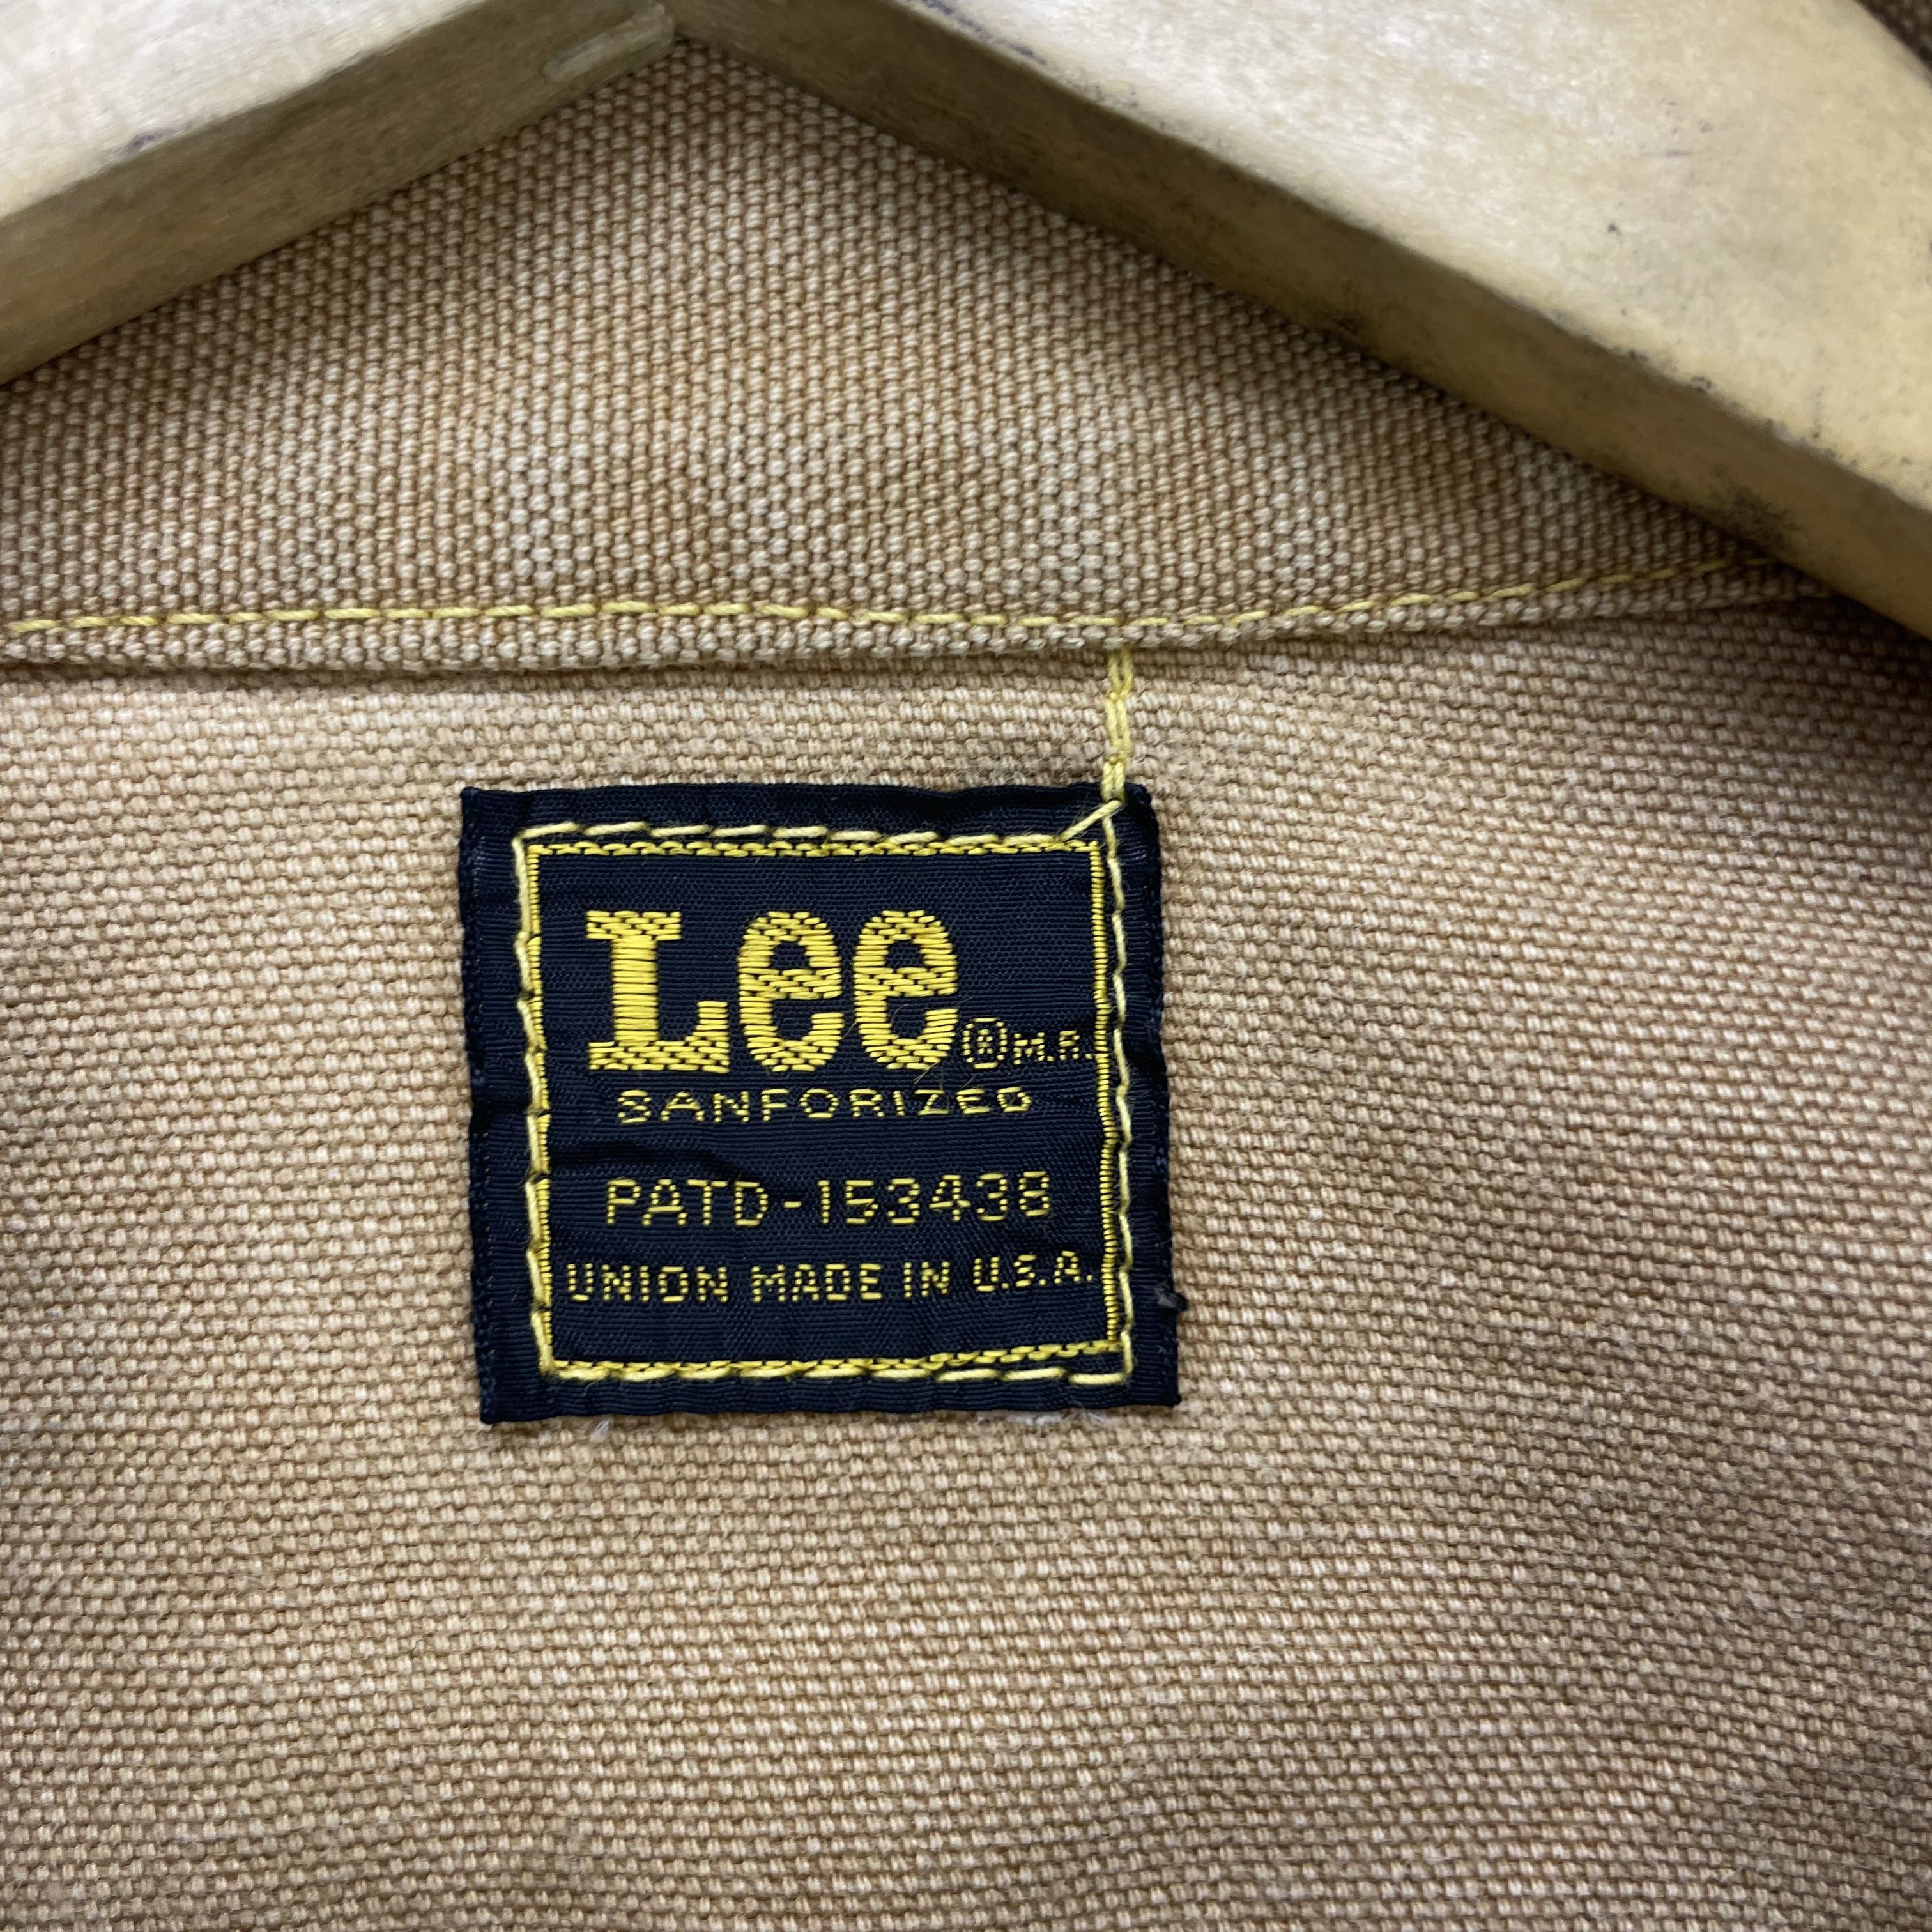 Lee® M.R.
SANFORIZED
PATD-153438
UNION MADE IN U.S.A.